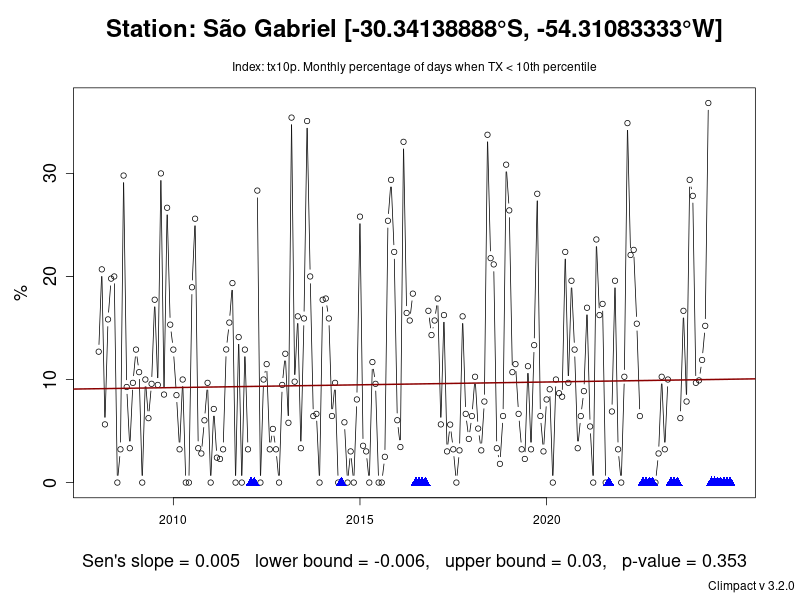 Station: São Gabriel [-30.34138888°S, -54.31083333°W]
Index: tx10p. Monthly percentage of days when TX < 10th percentile
%
30
20
10
0
2010 2015 2020
Sen's slope = 0.005 lower bound = -0.006, upper bound = 0.03, p-value = 0.353
Climpact v 3.2.0